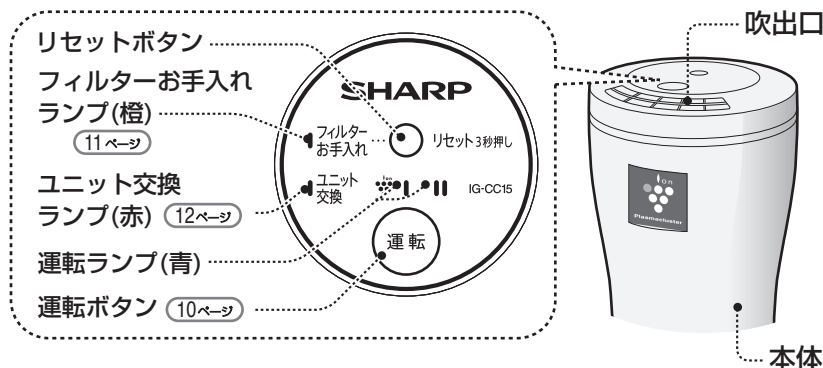 リセットボタン
フィルターお手入れ
ランプ(橙)
11ページ
ユニット交換
ランプ(赤) 12ページ
運転ランプ(青)
運転ボタン 10ページ
SHARP
フィルター
お手入れ
リセット3秒押し
ユニット
交換
Ion
IG-CC15
運転
吹出口
Ion
Plasmacluster
本体